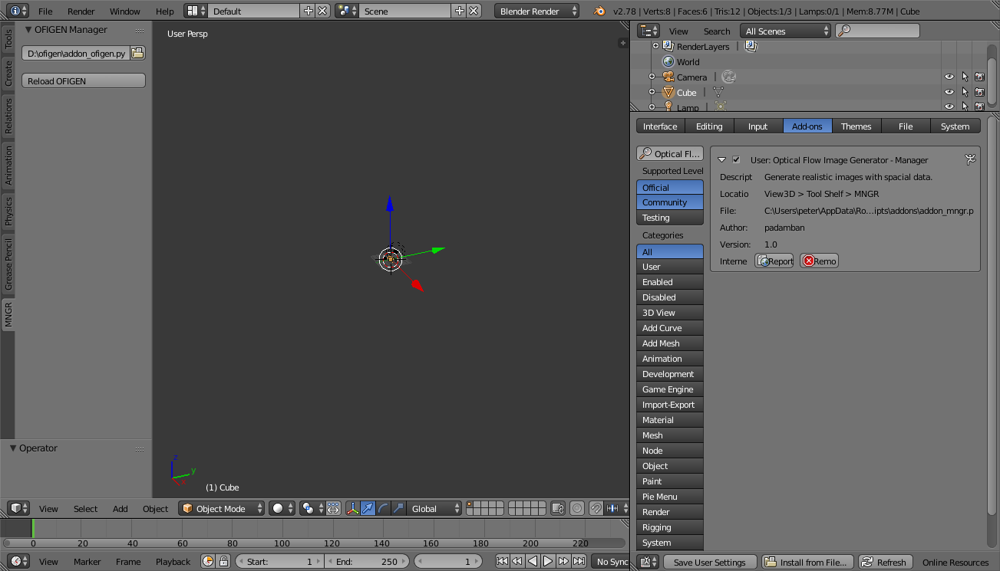 File Render Window Help Default Scene Blender Render v2.78 | Verts:8 | Faces:6 | Tris:12 | Objects:1/3 | Lamps:0/1 | Mem:8.77M | Cube
Tools
Create
Relations
Animation
Physics
Grease Pencil
MNGR
OFIGEN Manager
D:\ofigen\addon_ofigen.py
Reload OFIGEN
Operator
User Persp
z
y
x
(1) Cube
View Select Add Object Object Mode Global
0 20 40 60 80 100 120 140 160 180 200 220
View Marker Frame Playback Start: 1 End: 250 1 No Sync
View Search All Scenes
RenderLayers
World
Camera
Cube
Lamp
Interface Editing Input Add-ons Themes File System
Optical Fl...
Supported Level
Official
Community
Testing
Categories
All
User
Enabled
Disabled
3D View
Add Curve
Add Mesh
Animation
Development
Game Engine
Import-Export
Material
Mesh
Node
Object
Paint
Pie Menu
Render
Rigging
System
User: Optical Flow Image Generator - Manager
Descript Generate realistic images with spacial data.
Locatio View3D > Tool Shelf > MNGR
File: C:\Users\peter\AppData\Ro...ipts\addons\addon_mngr.p
Author: padamban
Version: 1.0
Interne Report Remo
Save User Settings Install from File... Refresh Online Resources